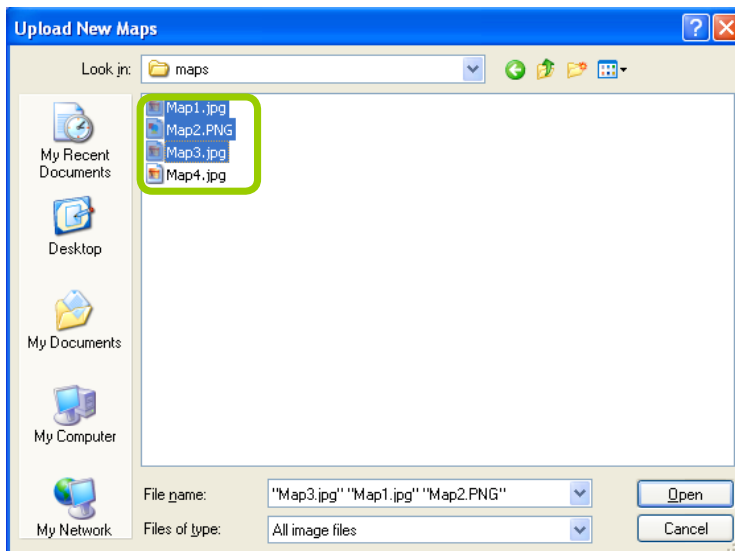 Upload New Maps
Look in: maps
Map1.jpg
Map2.PNG
Map3.jpg
Map4.jpg
My Recent
Documents
Desktop
My Documents
My Computer
My Network
File name: "Map3.jpg" "Map1.jpg" "Map2.PNG" Open
Files of type: All image files Cancel